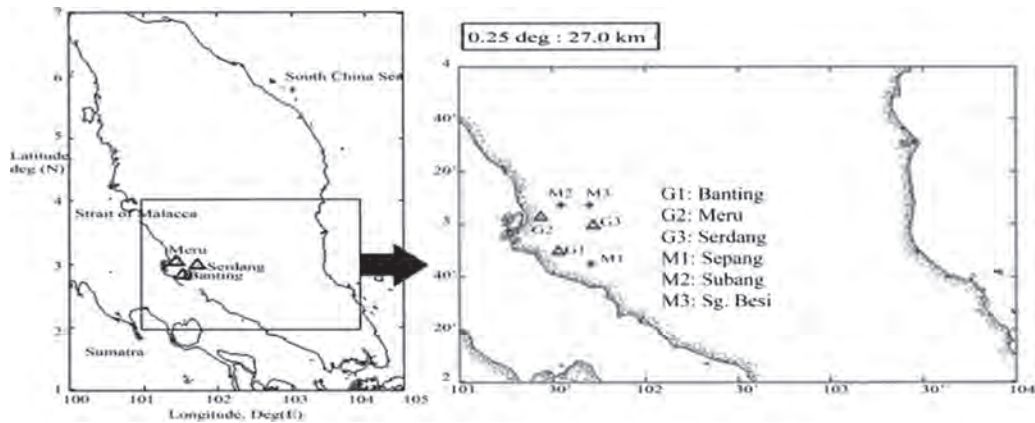 7
6
5
4
3
2
1
Latitude
deg (N)
South China Sea
Strait of Malacca
Meru
Serdang
Banting
Sumatra
100
101
102
103
104
105
Longitude, Deg(E)
0.25 deg : 27.0 km
4
40'
20'
3
40'
20'
2
M2
M3
G3
G2
G1
M1
G1: Banting
G2: Meru
G3: Serdang
M1: Sepang
M2: Subang
M3: Sg. Besi
101
30'
102
30'
103
30'
104